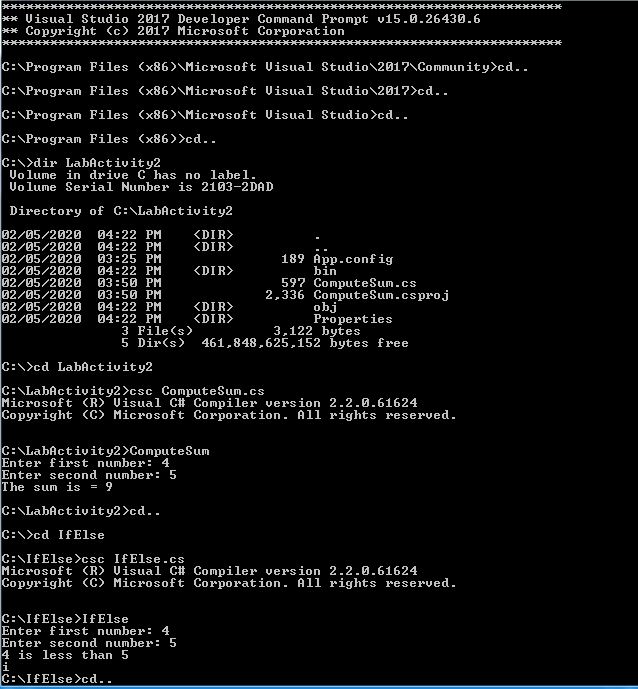 **********************************************************************
** Visual Studio 2017 Developer Command Prompt v15.0.26430.6
** Copyright (c) 2017 Microsoft Corporation
**********************************************************************
C:\Program Files (x86)\Microsoft Visual Studio\2017\Community>cd..
C:\Program Files (x86)\Microsoft Visual Studio\2017>cd..
C:\Program Files (x86)\Microsoft Visual Studio>cd..
C:\Program Files (x86)>cd..
C:\>dir LabActivity2
Volume in drive C has no label.
Volume Serial Number is 2103-2DAD
Directory of C:\LabActivity2
02/05/2020 04:22 PM <DIR> .
02/05/2020 04:22 PM <DIR> ..
02/05/2020 03:25 PM 189 App.config
02/05/2020 04:22 PM <DIR> bin
02/05/2020 03:50 PM 597 ComputeSum.cs
02/05/2020 03:50 PM 2,336 ComputeSum.csproj
02/05/2020 04:22 PM <DIR> obj
02/05/2020 04:22 PM <DIR> Properties
3 File(s) 3,122 bytes
5 Dir(s) 461,848,625,152 bytes free
C:\>cd LabActivity2
C:\LabActivity2>csc ComputeSum.cs
Microsoft (R) Visual C# Compiler version 2.2.0.61624
Copyright (C) Microsoft Corporation. All rights reserved.
C:\LabActivity2>ComputeSum
Enter first number: 4
Enter second number: 5
The sum is = 9
C:\LabActivity2>cd..
C:\>cd IfElse
C:\IfElse>csc IfElse.cs
Microsoft (R) Visual C# Compiler version 2.2.0.61624
Copyright (C) Microsoft Corporation. All rights reserved.
C:\IfElse>IfElse
Enter first number: 4
Enter second number: 5
4 is less than 5
i
C:\IfElse>cd..